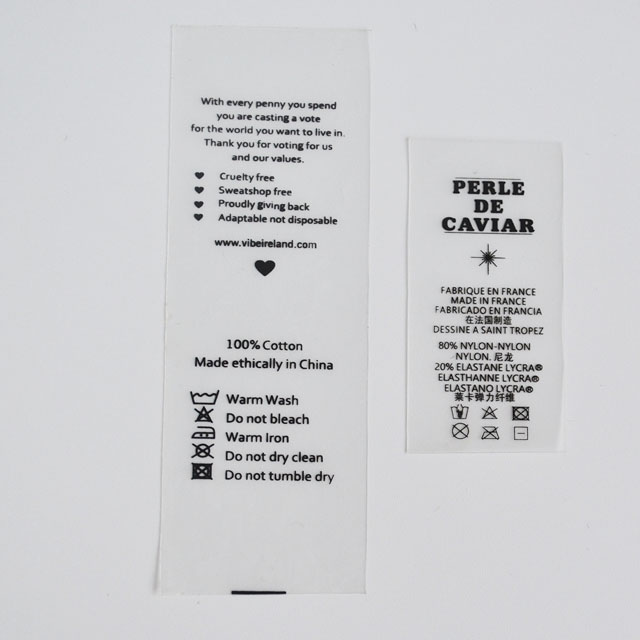 With every penny you spend
you are casting a vote
for the world you want to live in.
Thank you for voting for us
and our values.
Cruelty free
Sweatshop free
Proudly giving back
Adaptable not disposable
www.vibeireland.com
100% Cotton
Made ethically in China
Warm Wash
Do not bleach
Warm Iron
Do not dry clean
Do not tumble dry
PERLE
DE
CAVIAR
FABRIQUE EN FRANCE
MADE IN FRANCE
FABRICADO EN FRANCIA
在法国制造
DESSINE A SAINT TROPEZ
80% NYLON-NYLON
NYLON. 尼龙
20% ELASTANE LYCRA®
ELASTHANNE LYCRA®
ELASTANO LYCRA®
莱卡弹力纤维